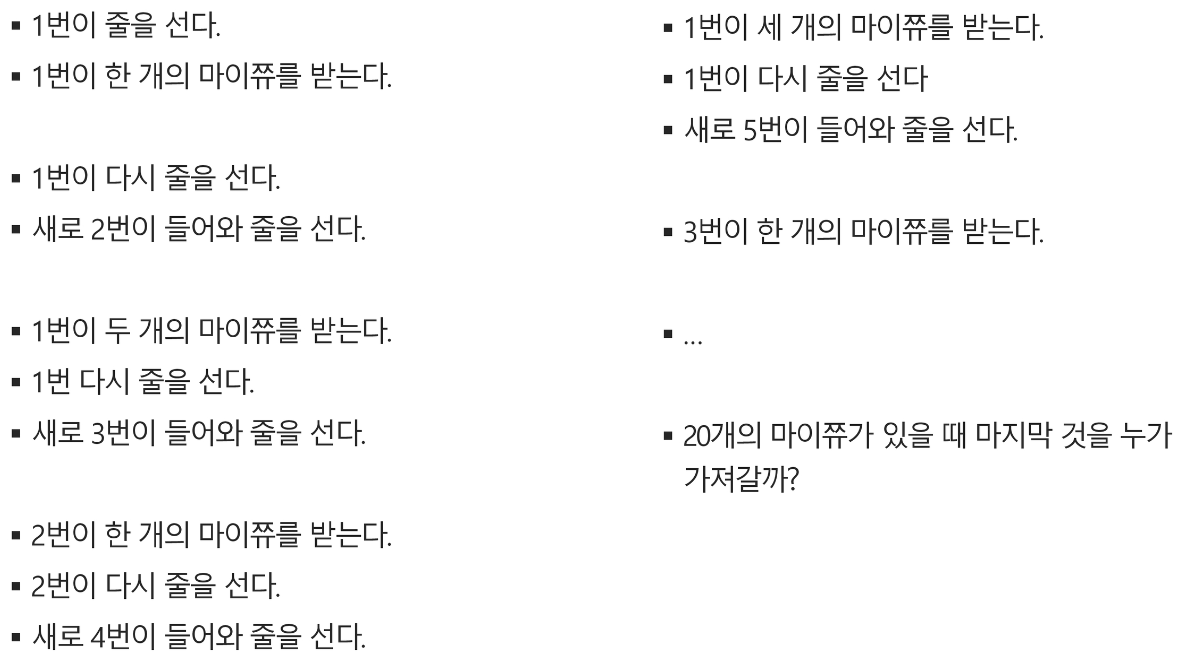 ▪ 1번이 줄을 선다.
▪ 1번이 한 개의 마이쮸를 받는다.
▪ 1번이 다시 줄을 선다.
▪ 새로 2번이 들어와 줄을 선다.
▪ 1번이 두 개의 마이쮸를 받는다.
▪ 1번 다시 줄을 선다.
▪ 새로 3번이 들어와 줄을 선다.
▪ 2번이 한 개의 마이쮸를 받는다.
▪ 2번이 다시 줄을 선다.
▪ 새로 4번이 들어와 줄을 선다.
▪ 1번이 세 개의 마이쮸를 받는다.
▪ 1번이 다시 줄을 선다
▪ 새로 5번이 들어와 줄을 선다.
▪ 3번이 한 개의 마이쮸를 받는다.
▪ ...
▪ 20개의 마이쮸가 있을 때 마지막 것을 누가
가져갈까?